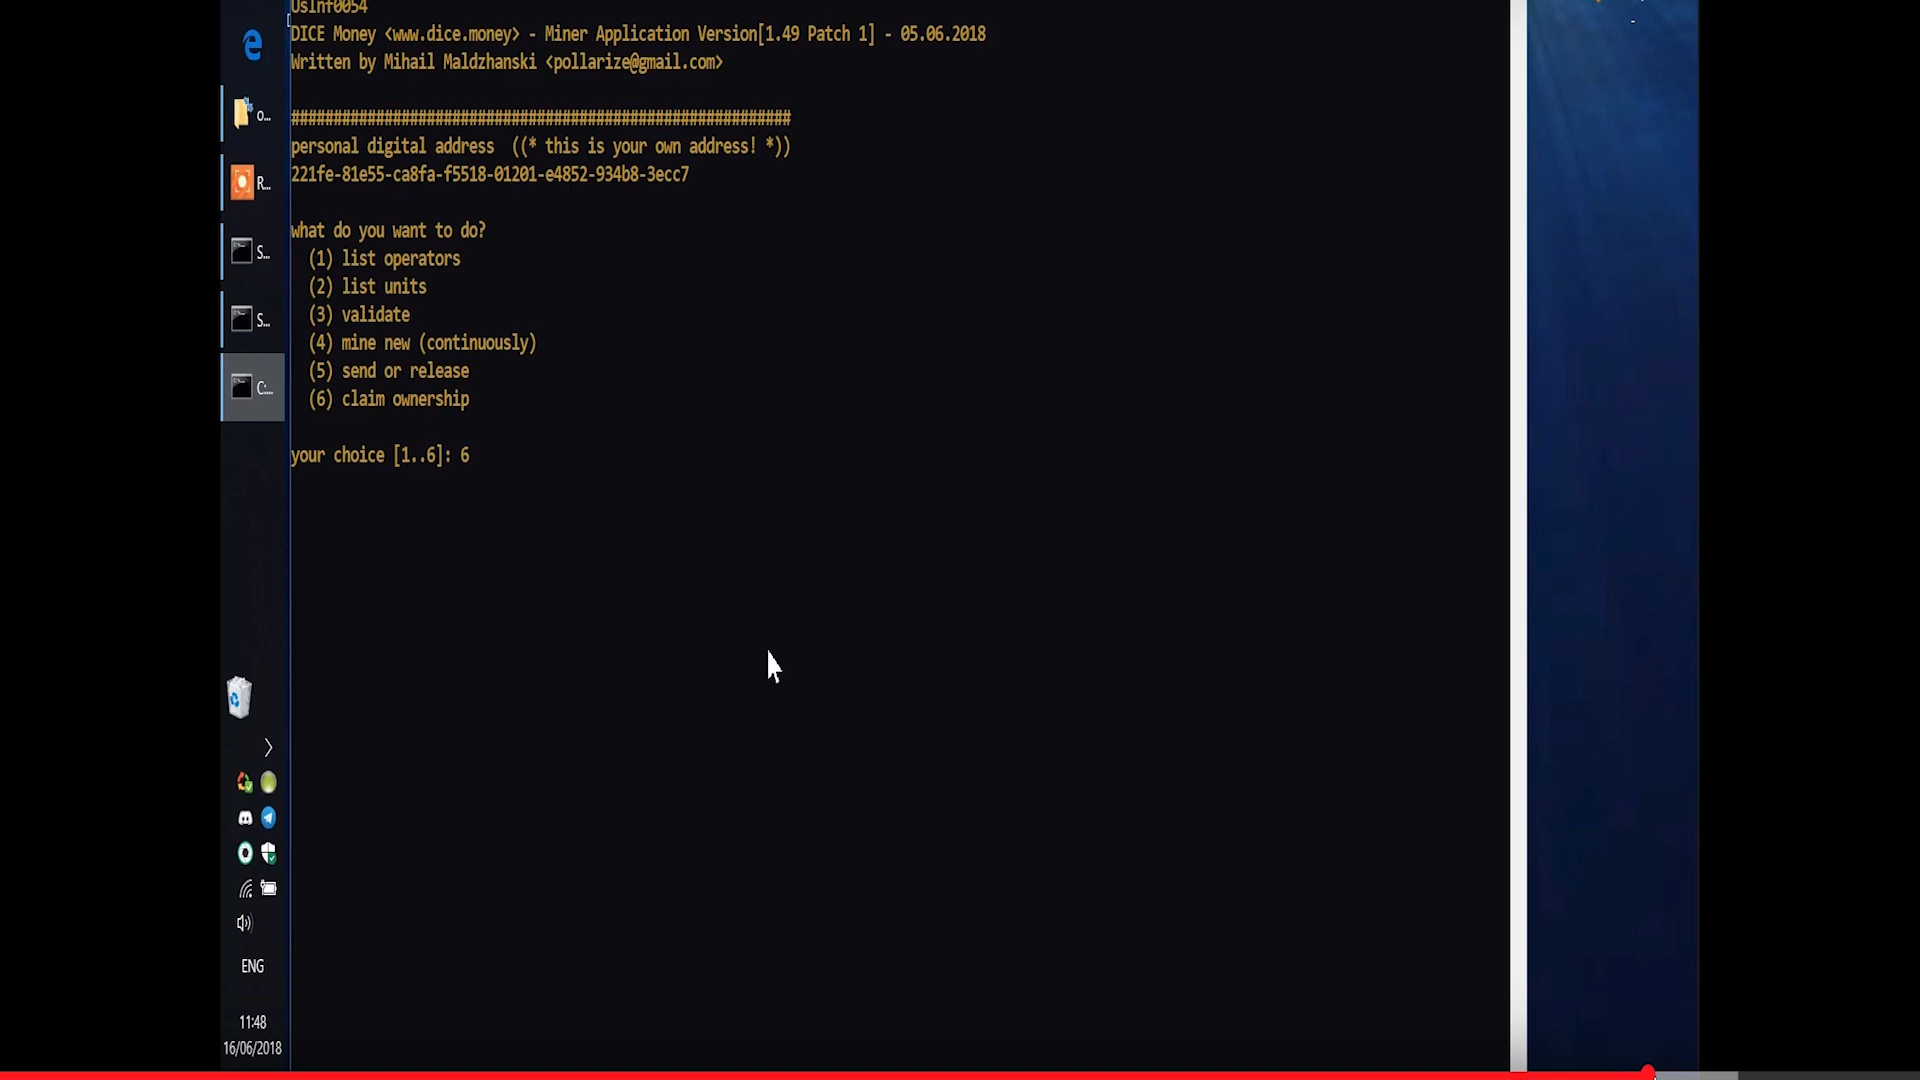 UsInf0054
DICE Money <www.dice.money> - Miner Application Version[1.49 Patch 1] - 05.06.2018
Written by Mihail Maldzhanski <pollarize@gmail.com>
###########################################################
personal digital address ((* this is your own address! *))
221fe-81e55-ca8fa-f5518-01201-e4852-934b8-3ecc7
what do you want to do?
(1) list operators
(2) list units
(3) validate
(4) mine new (continuously)
(5) send or release
(6) claim ownership
your choice [1..6]: 6
o...
R...
S...
S...
C:...
ENG
11:48
16/06/2018